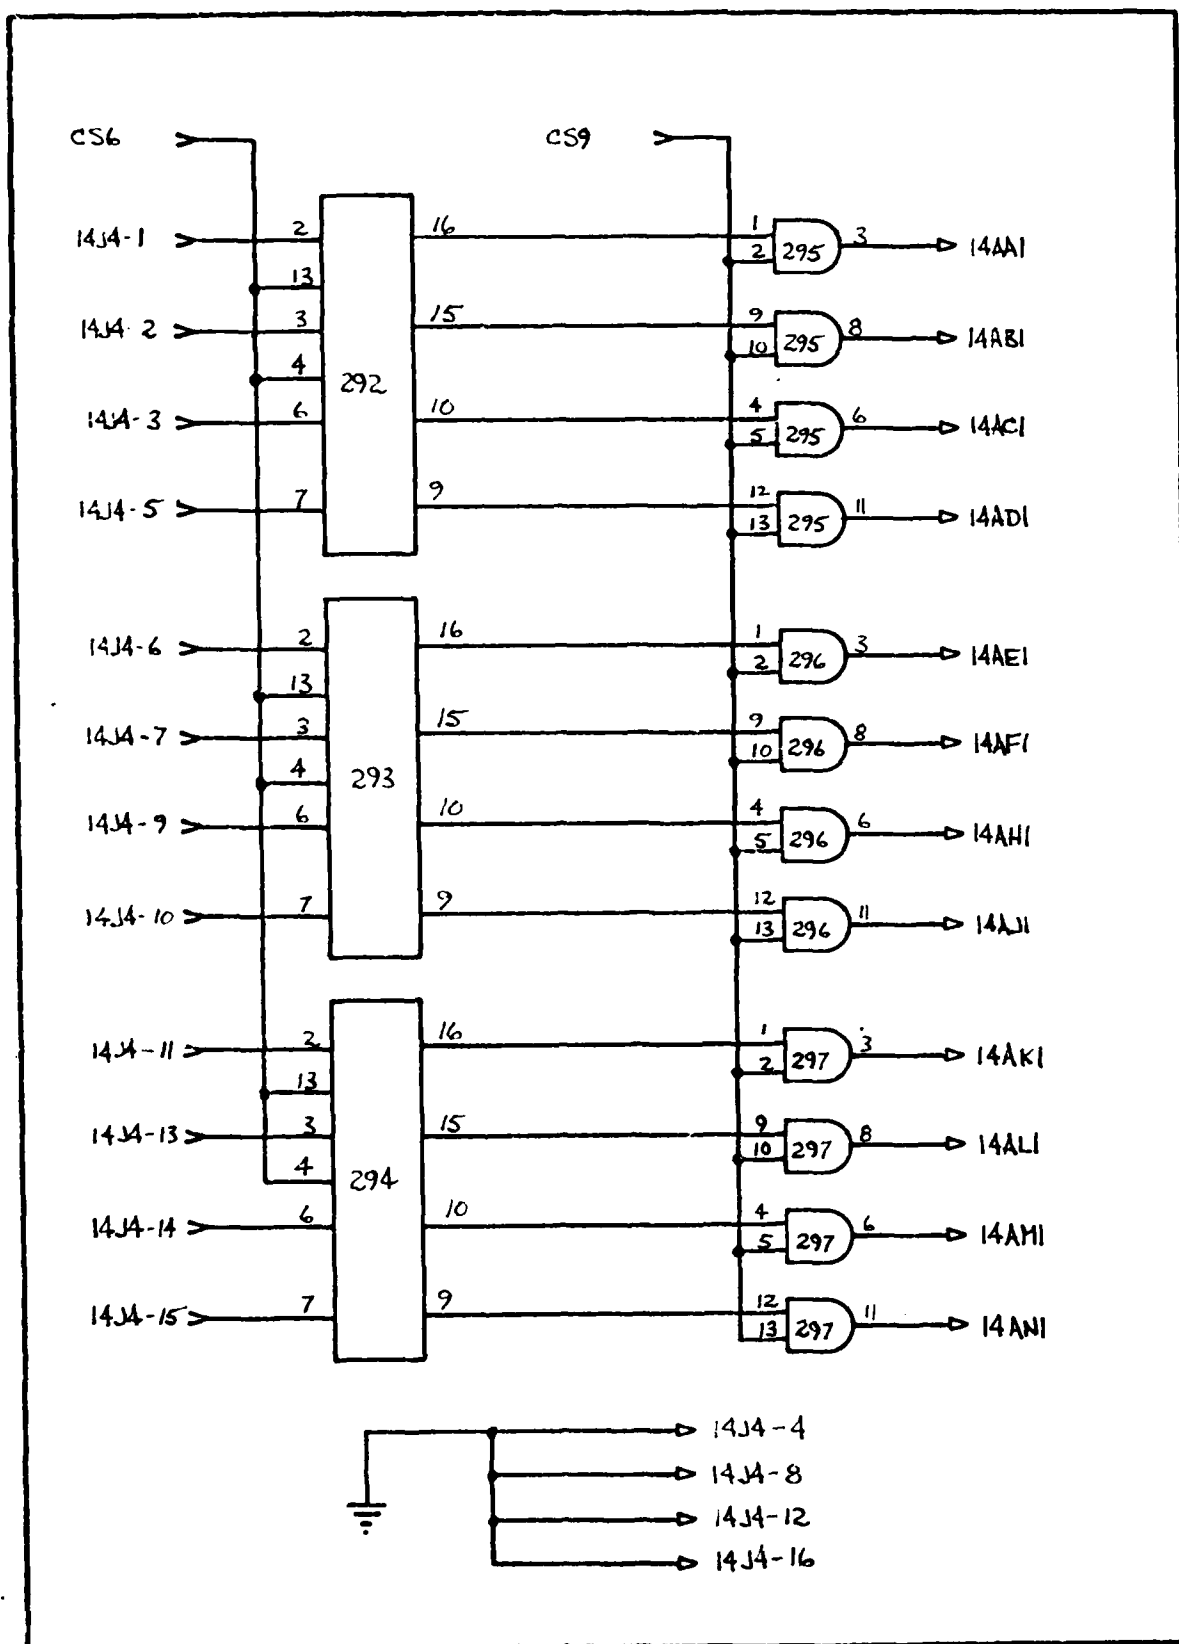 CS6 CS9
14J4-1 2 16 1 2 295 3 14AA1
13
14J4-2 3 15 9 10 295 8 14AB1
4 292
14J4-3 6 10 4 5 295 6 14AC1
14J4-5 7 9 12 13 295 11 14AD1
14J4-6 2 16 1 2 296 3 14AE1
13
14J4-7 3 15 9 10 296 8 14AF1
4 293
14J4-9 6 10 4 5 296 6 14AH1
14J4-10 7 9 12 13 296 11 14AJ1
14J4-11 2 16 1 2 297 3 14AK1
13
14J4-13 3 15 9 10 297 8 14AL1
4 294
14J4-14 6 10 4 5 297 6 14AM1
14J4-15 7 9 12 13 297 11 14AN1
14J4-4
14J4-8
14J4-12
14J4-16